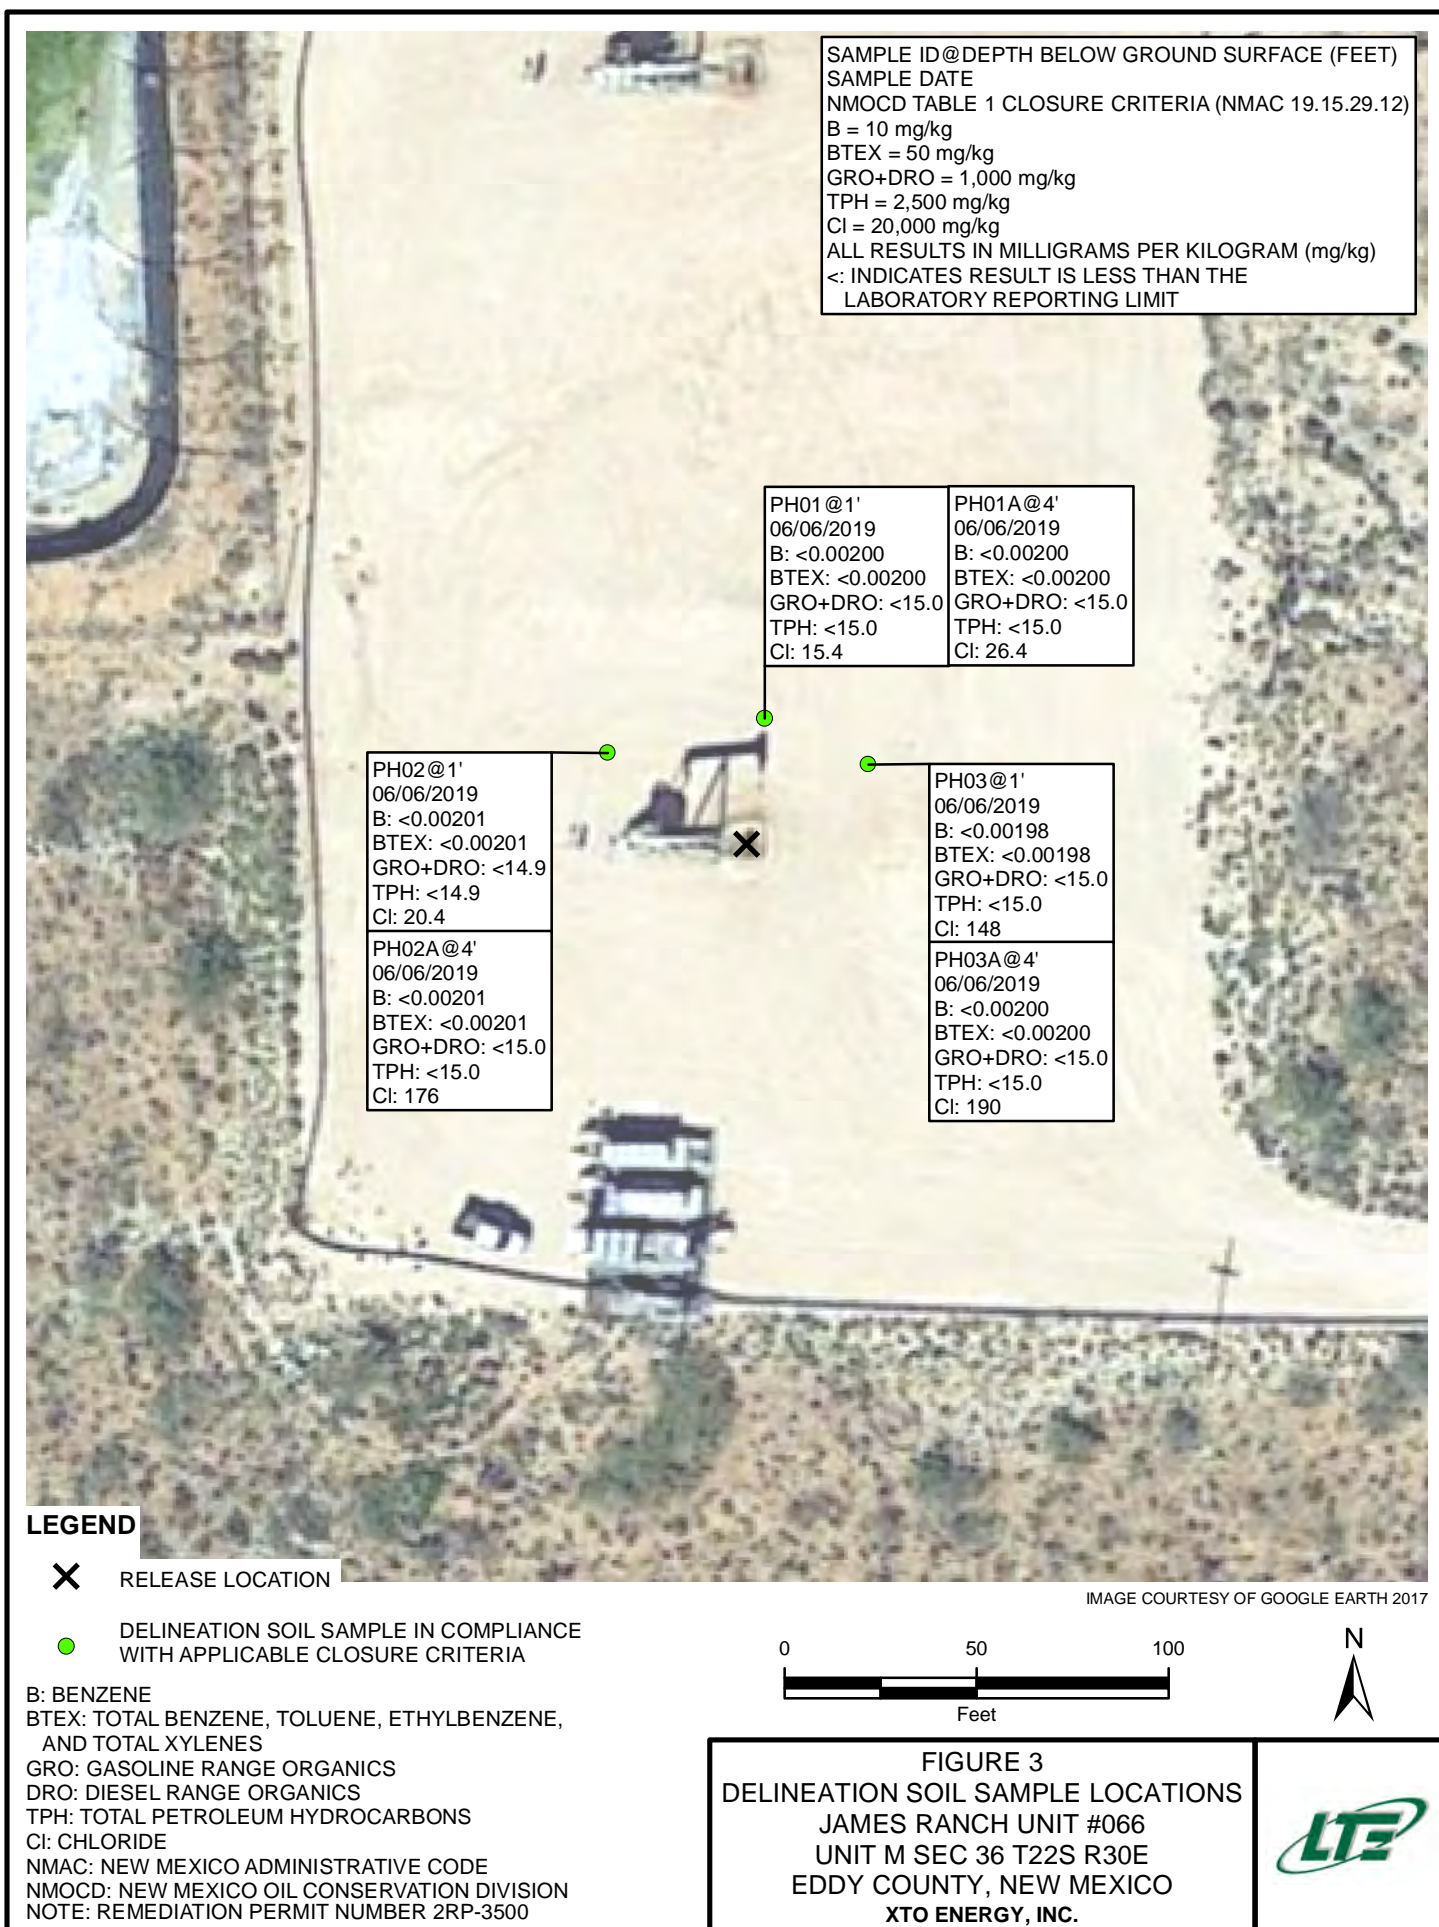 SAMPLE ID@DEPTH BELOW GROUND SURFACE (FEET)
SAMPLE DATE
NMOCD TABLE 1 CLOSURE CRITERIA (NMAC 19.15.29.12)
B = 10 mg/kg
BTEX = 50 mg/kg
GRO+DRO = 1,000 mg/kg
TPH = 2,500 mg/kg
Cl = 20,000 mg/kg
ALL RESULTS IN MILLIGRAMS PER KILOGRAM (mg/kg)
<: INDICATES RESULT IS LESS THAN THE
LABORATORY REPORTING LIMIT
PH01@1'
06/06/2019
B: <0.00200
BTEX: <0.00200
GRO+DRO: <15.0
TPH: <15.0
Cl: 15.4
PH01A@4'
06/06/2019
B: <0.00200
BTEX: <0.00200
GRO+DRO: <15.0
TPH: <15.0
Cl: 26.4
PH02@1'
06/06/2019
B: <0.00201
BTEX: <0.00201
GRO+DRO: <14.9
TPH: <14.9
Cl: 20.4
PH02A@4'
06/06/2019
B: <0.00201
BTEX: <0.00201
GRO+DRO: <15.0
TPH: <15.0
Cl: 176
PH03@1'
06/06/2019
B: <0.00198
BTEX: <0.00198
GRO+DRO: <15.0
TPH: <15.0
Cl: 148
PH03A@4'
06/06/2019
B: <0.00200
BTEX: <0.00200
GRO+DRO: <15.0
TPH: <15.0
Cl: 190
LEGEND
RELEASE LOCATION
DELINEATION SOIL SAMPLE IN COMPLIANCE
WITH APPLICABLE CLOSURE CRITERIA
B: BENZENE
BTEX: TOTAL BENZENE, TOLUENE, ETHYLBENZENE,
AND TOTAL XYLENES
GRO: GASOLINE RANGE ORGANICS
DRO: DIESEL RANGE ORGANICS
TPH: TOTAL PETROLEUM HYDROCARBONS
Cl: CHLORIDE
NMAC: NEW MEXICO ADMINISTRATIVE CODE
NMOCD: NEW MEXICO OIL CONSERVATION DIVISION
NOTE: REMEDIATION PERMIT NUMBER 2RP-3500
IMAGE COURTESY OF GOOGLE EARTH 2017
0 50 100
Feet
N
FIGURE 3
DELINEATION SOIL SAMPLE LOCATIONS
JAMES RANCH UNIT #066
UNIT M SEC 36 T22S R30E
EDDY COUNTY, NEW MEXICO
XTO ENERGY, INC.
LTE